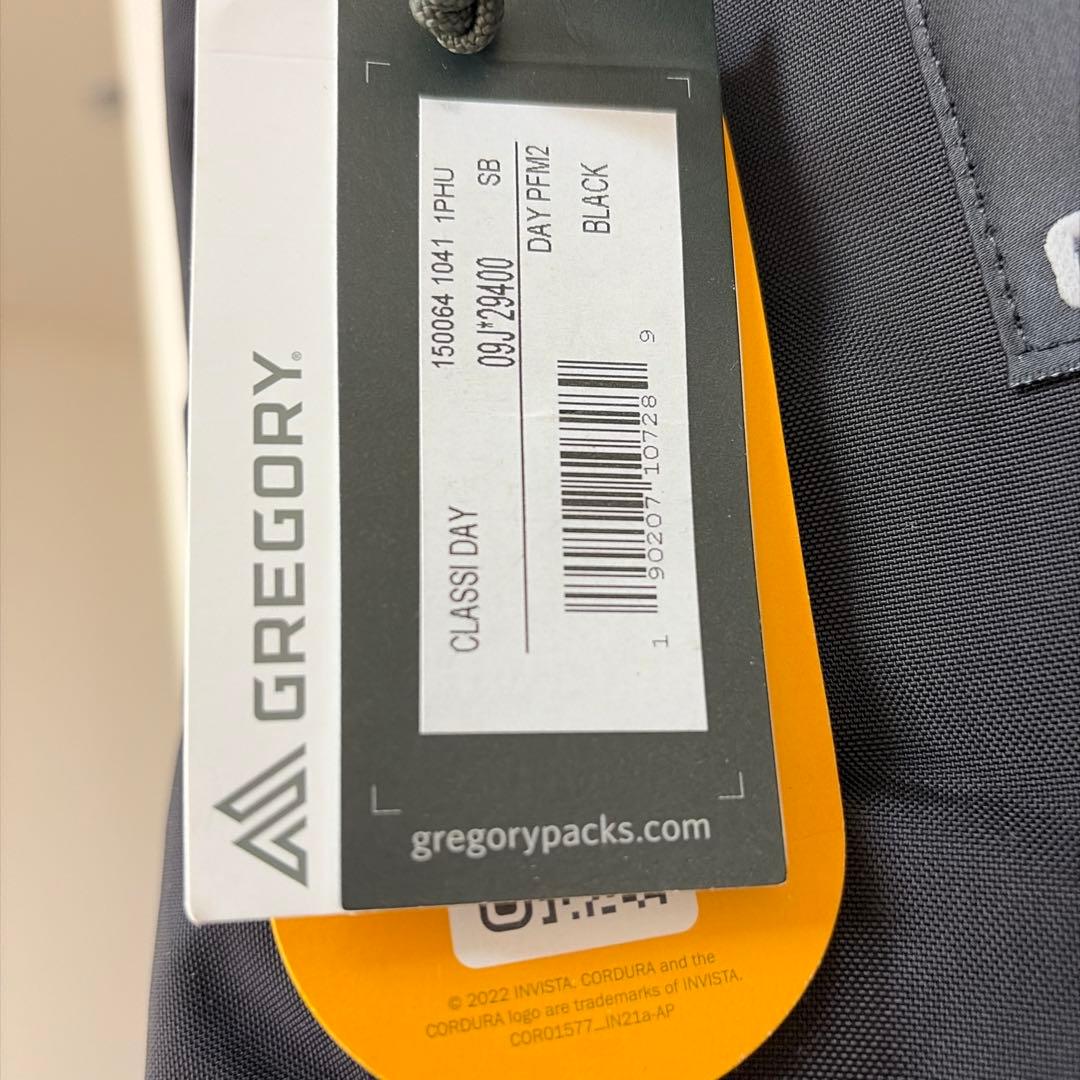 GREGORY®
150064 1041 1PHU
09J*29400 SB
CLASSI DAY
DAY PFM2
BLACK
1 90207 10728 9
gregorypacks.com
© 2022 INVISTA. CORDURA and the
CORDURA logo are trademarks of INVISTA.
COR01577_IN21a-AP